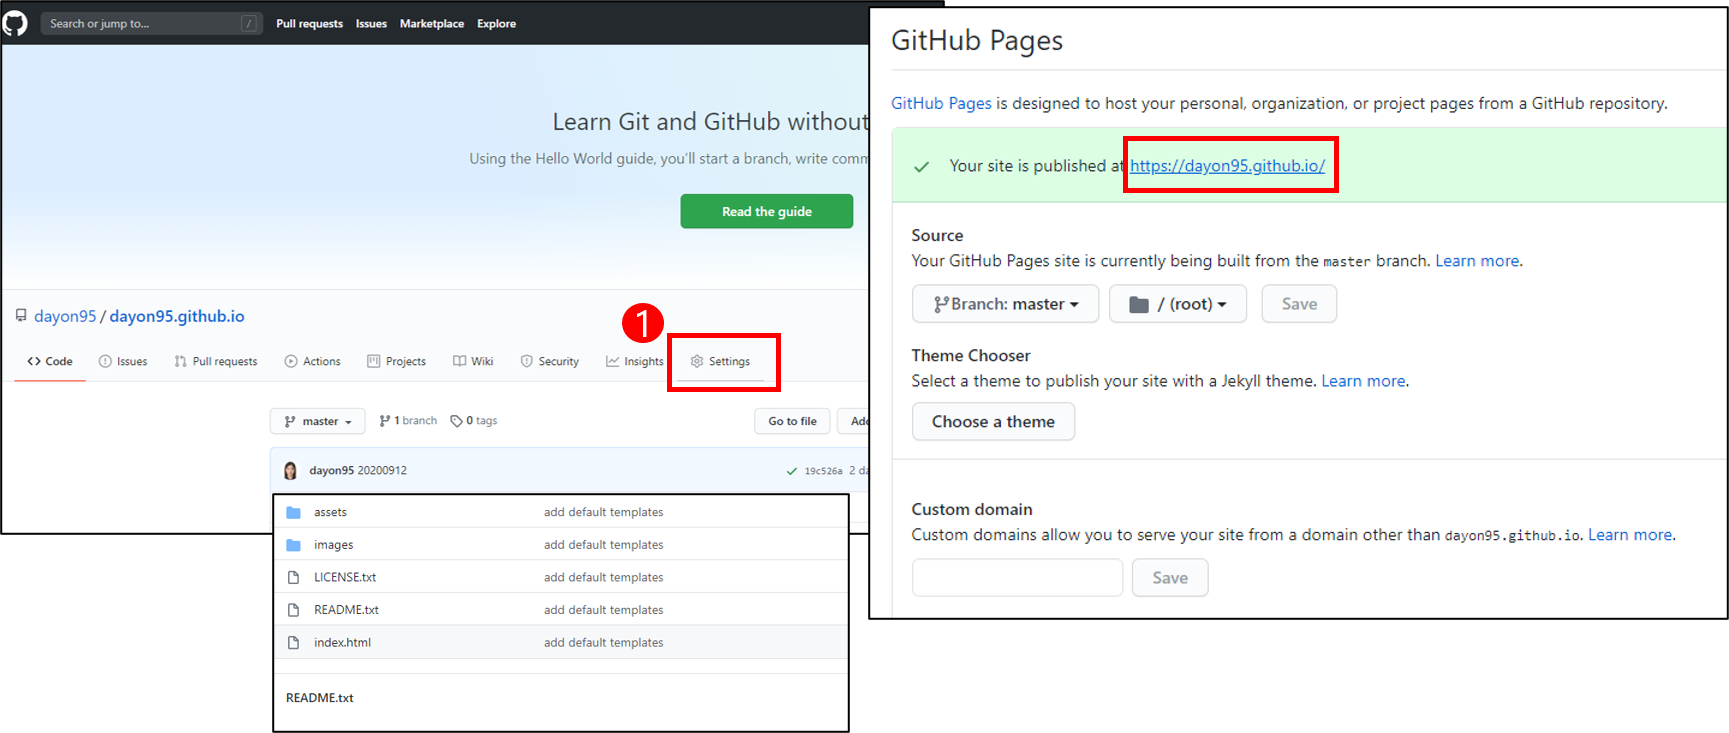 Search or jump to... /
Pull requests Issues Marketplace Explore
Learn Git and GitHub without
Using the Hello World guide, you'll start a branch, write comm
Read the guide
dayon95 / dayon95.github.io
1
Code Issues Pull requests Actions Projects Wiki Security Insights Settings
master 1 branch 0 tags Go to file
dayon95 20200912 19c526a 2 da
assets add default templates
images add default templates
LICENSE.txt add default templates
README.txt add default templates
index.html add default templates
README.txt
GitHub Pages
GitHub Pages is designed to host your personal, organization, or project pages from a GitHub repository.
Your site is published at https://dayon95.github.io/
Source
Your GitHub Pages site is currently being built from the master branch. Learn more.
Branch: master / (root) Save
Theme Chooser
Select a theme to publish your site with a Jekyll theme. Learn more.
Choose a theme
Custom domain
Custom domains allow you to serve your site from a domain other than dayon95.github.io. Learn more.
Save